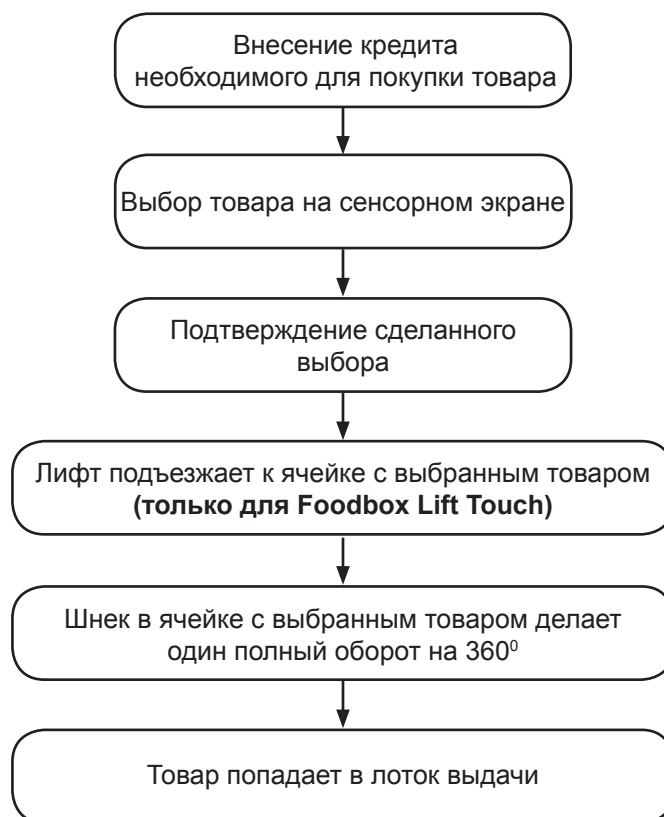 Внесение кредита
необходимого для покупки товара
Выбор товара на сенсорном экране
Подтверждение сделанного
выбора
Лифт подъезжает к ячейке с выбранным товаром
(только для Foodbox Lift Touch)
Шнек в ячейке с выбранным товаром делает
один полный оборот на 360⁰
Товар попадает в лоток выдачи